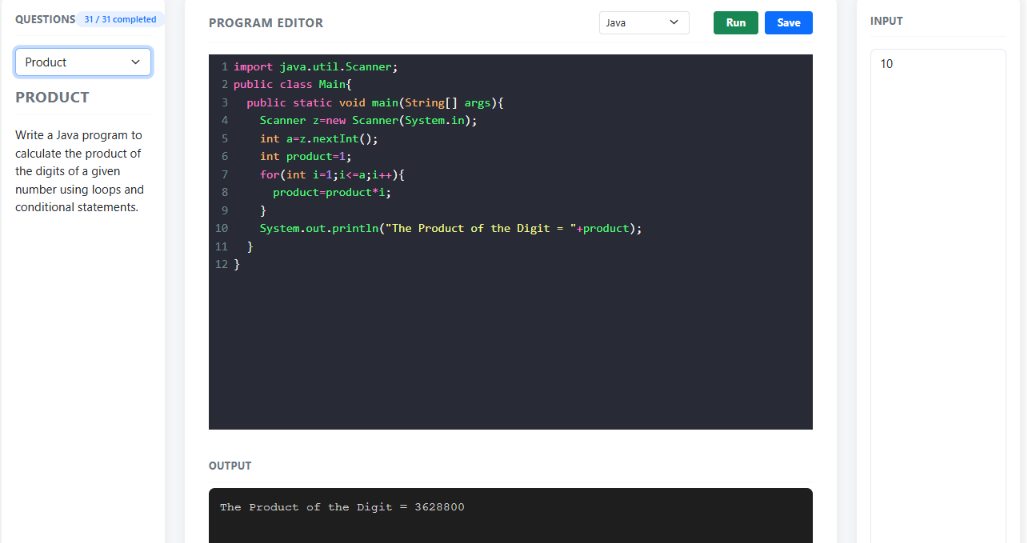 QUESTIONS 31 / 31 completed
Product
PRODUCT
Write a Java program to
calculate the product of
the digits of a given
number using loops and
conditional statements.
PROGRAM EDITOR
Java
Run
Save
1 import java.util.Scanner;
2 public class Main{
3   public static void main(String[] args){
4     Scanner z=new Scanner(System.in);
5     int a=z.nextInt();
6     int product=1;
7     for(int i=1;i<=a;i++){
8       product=product*i;
9     }
10     System.out.println("The Product of the Digit = "+product);
11   }
12 }
OUTPUT
The Product of the Digit = 3628800
INPUT
10